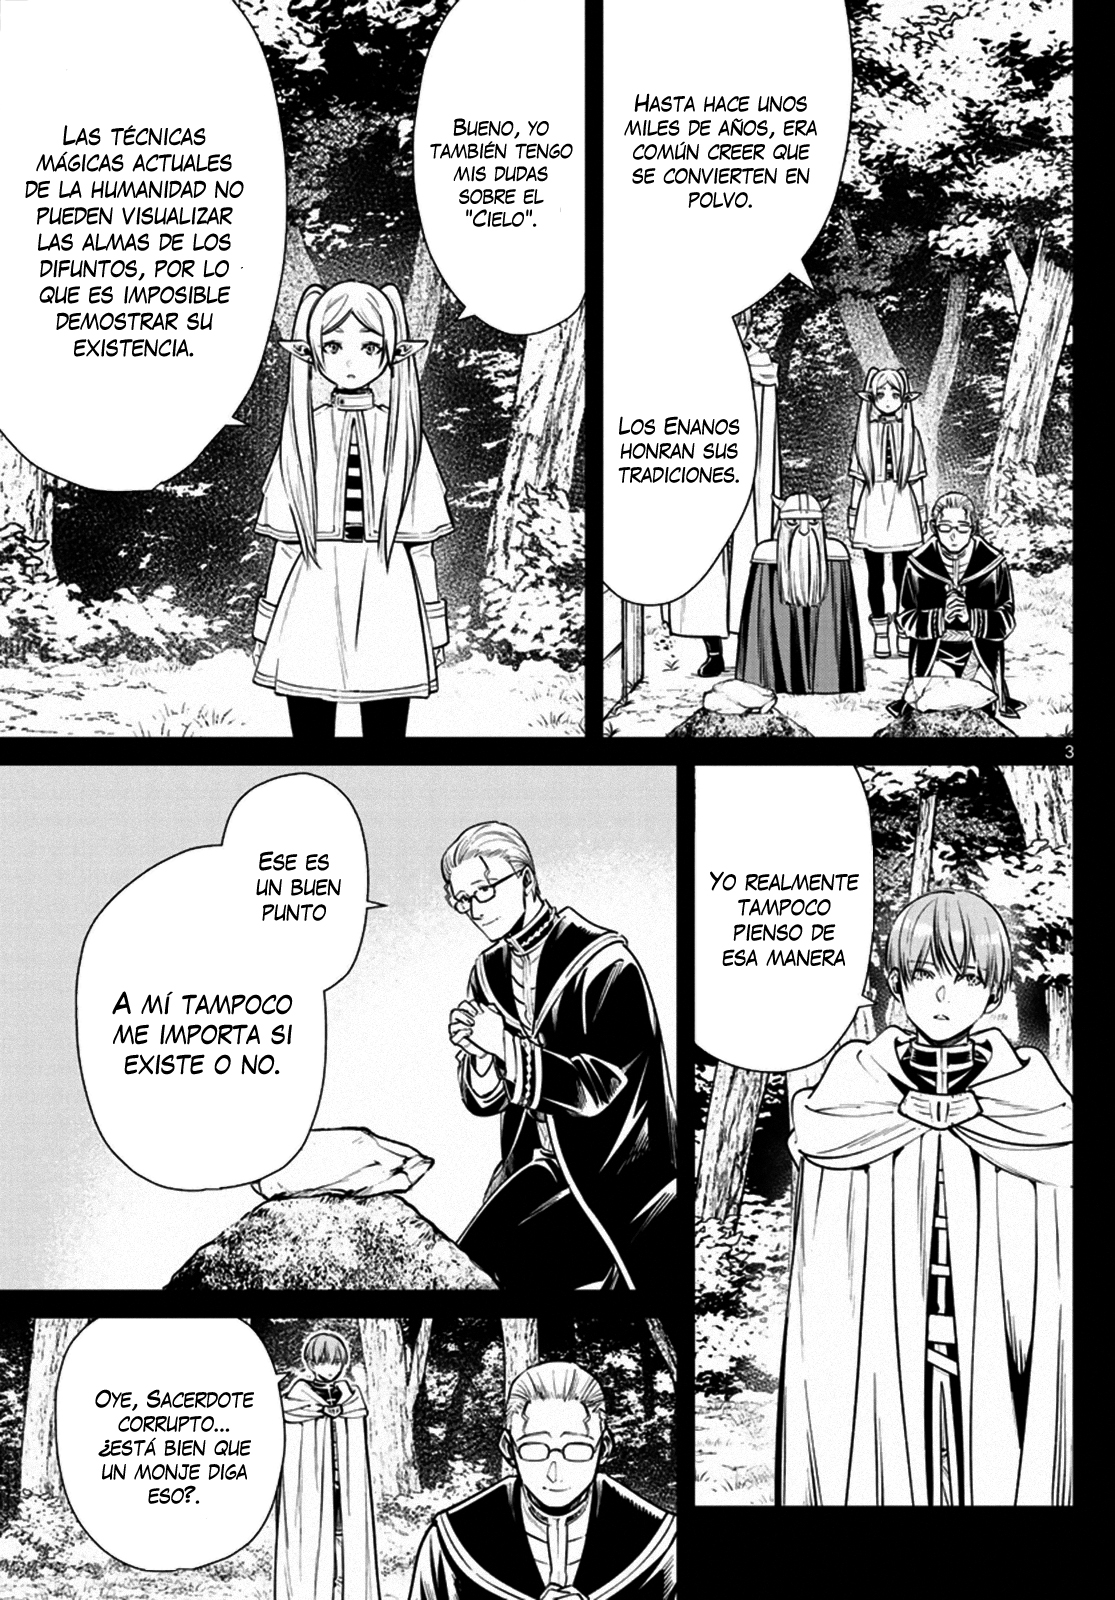 HASTA HACE UNOS
MILES DE AÑOS, ERA
COMÚN CREER QUE
SE CONVIERTEN EN
POLVO.
LOS ENANOS
HONRAN SUS
TRADICIONES.
BUENO, YO
TAMBIÉN TENGO
MIS DUDAS
SOBRE EL
"CIELO".
LAS TÉCNICAS
MÁGICAS ACTUALES
DE LA HUMANIDAD NO
PUEDEN VISUALIZAR
LAS ALMAS DE LOS
DIFUNTOS, POR LO
QUE ES IMPOSIBLE
DEMOSTRAR SU
EXISTENCIA.
3
YO REALMENTE
TAMPOCO
PIENSO DE
ESA MANERA
ESE ES
UN BUEN
PUNTO
A MÍ TAMPOCO
ME IMPORTA SI
EXISTE O NO.
OYE, SACERDOTE
CORRUPTO...
¿ESTÁ BIEN QUE
UN MONJE DIGA
ESO?.